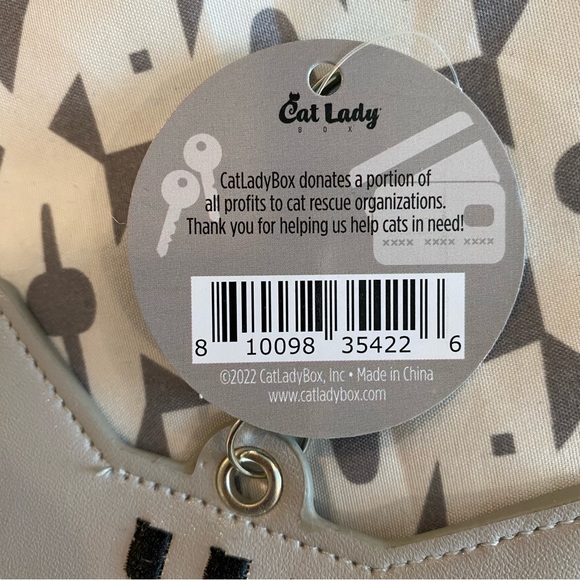 Cat Lady
BOX
CatLadyBox donates a portion of
all profits to cat rescue organizations.
Thank you for helping us help cats in need!
xxxx xxxx xxxx
8 10098 35422 6
©2022 CatLadyBox, Inc • Made in China
www.catladybox.com